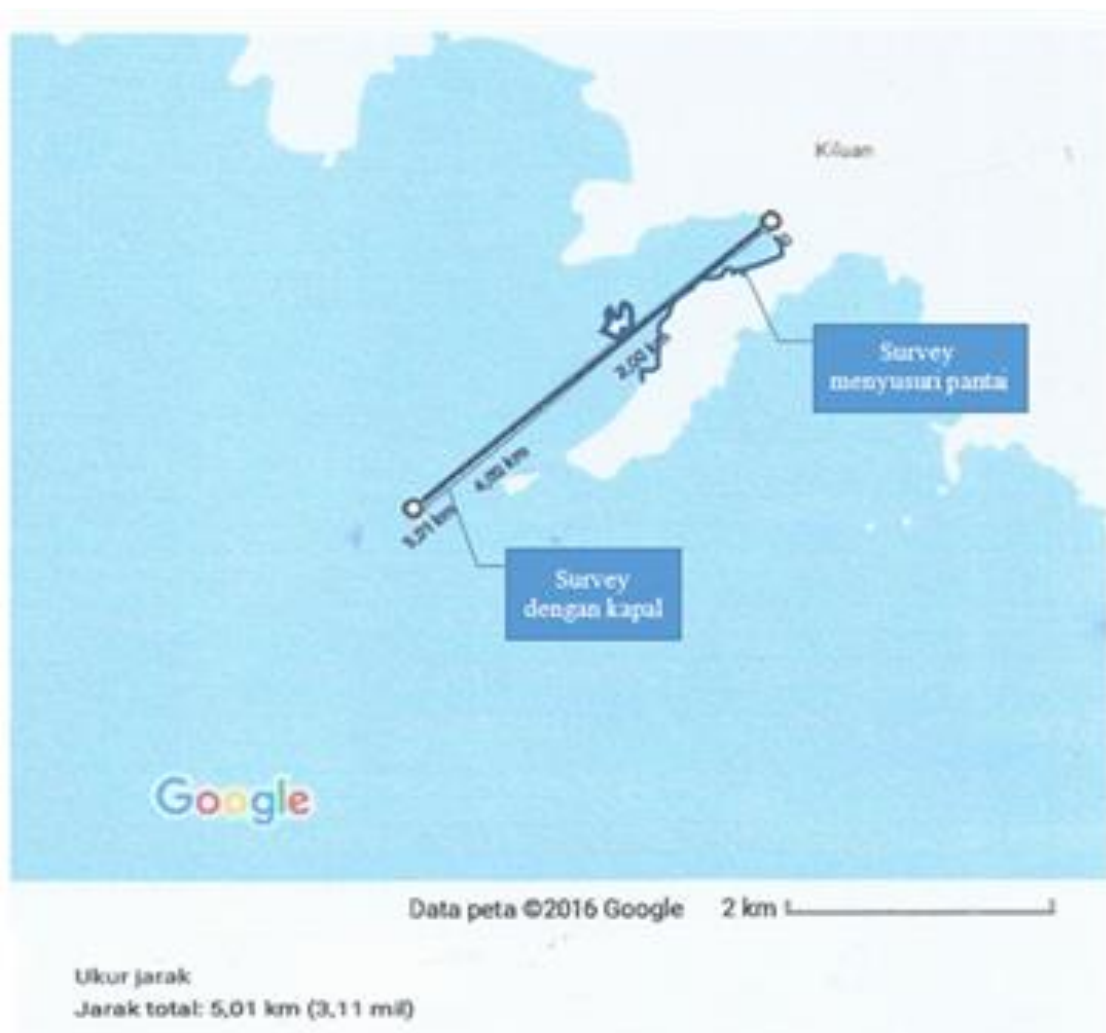 Kiluan
Survey
menyusuri pantai
2,00 km
4,00 km
5,01 km
Survey
dengan kapal
Google
Data peta ©2016 Google 2 km
Ukur jarak
Jarak total: 5,01 km (3,11 mil)